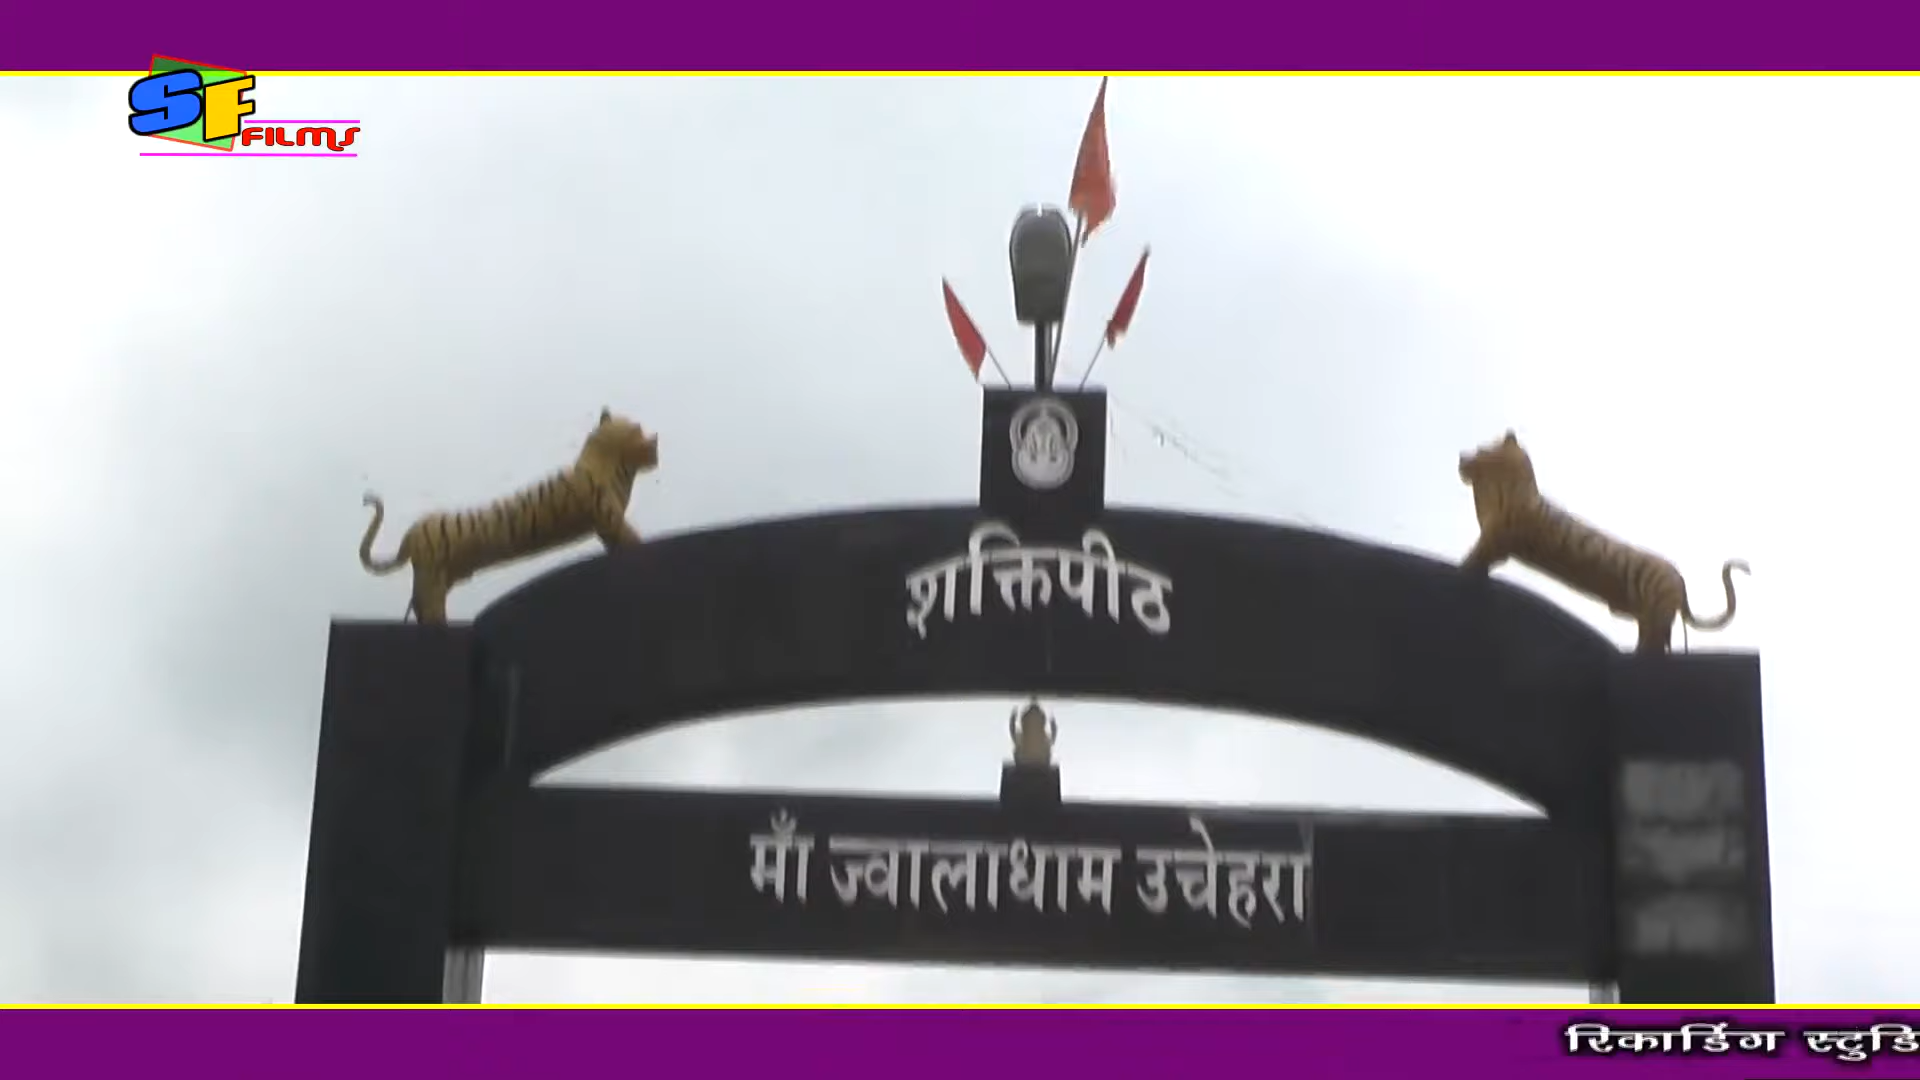 SF FILMS
शक्तिपीठ
माँ ज्वालाधाम उचेहरा
रिकार्डिंग स्टुडि